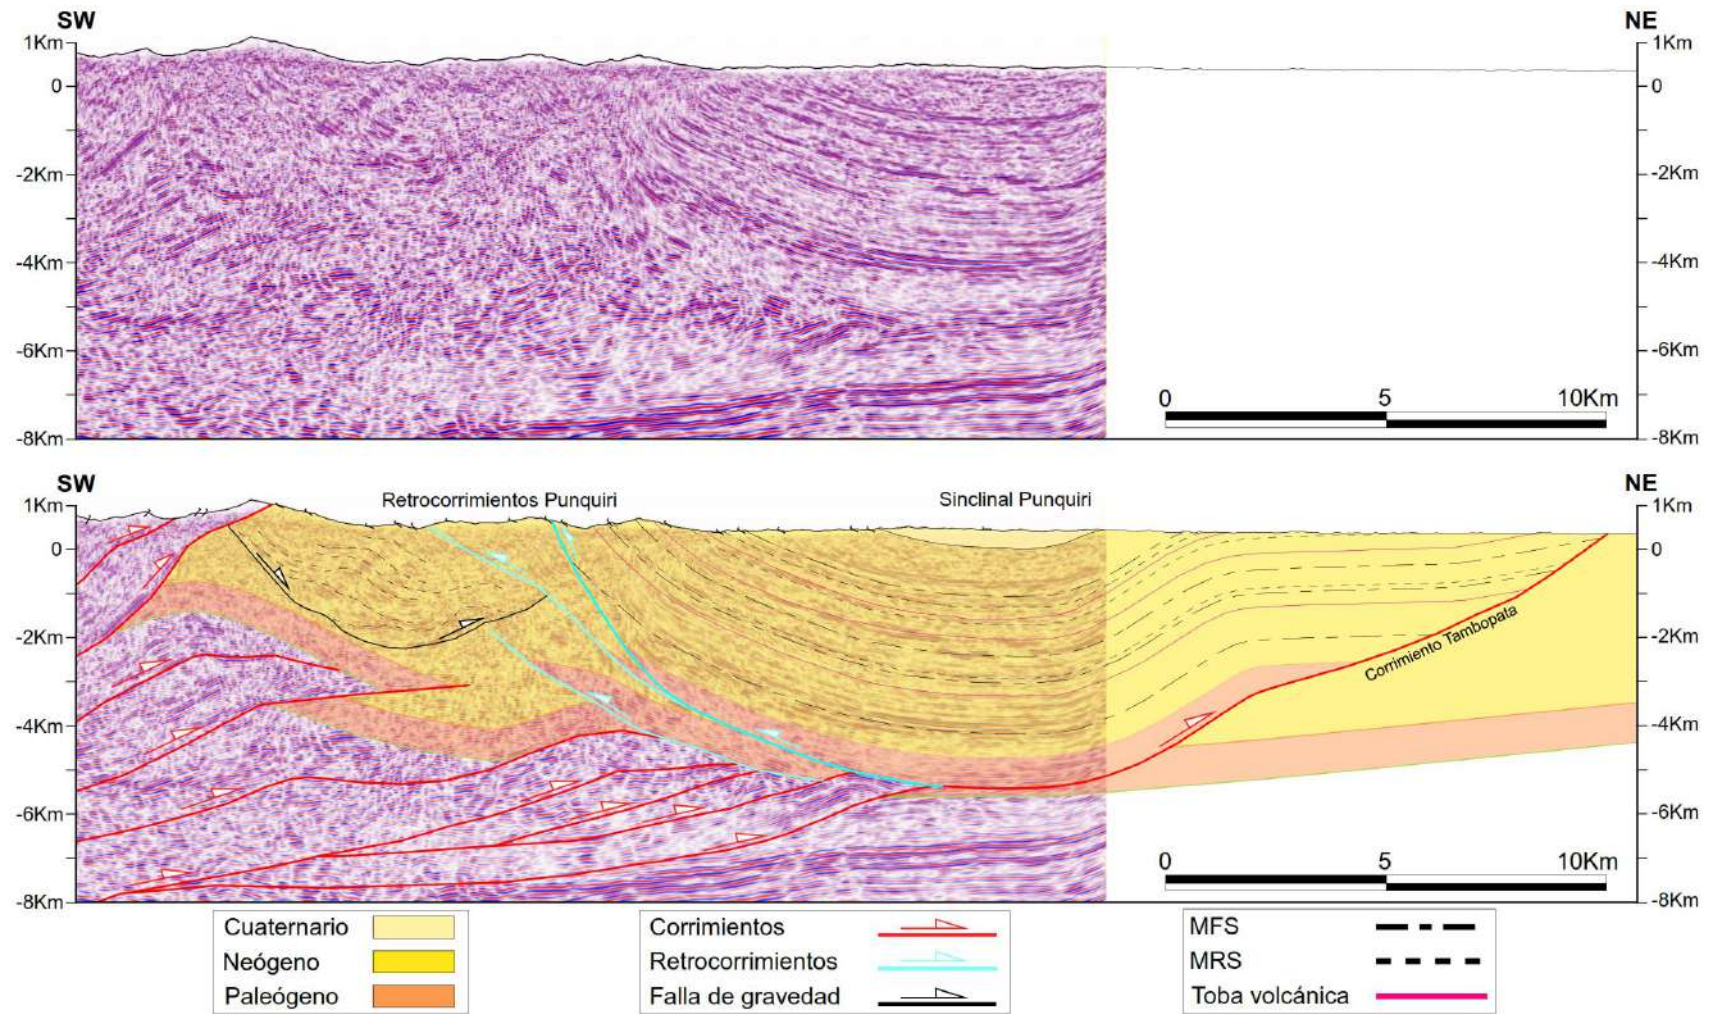 SW
NE
1Km
1Km
0
0
-2Km
-2Km
-4Km
-4Km
-6Km
-6Km
0 5 10Km
-8Km
-8Km
SW
NE
Retrocorrimientos Punquiri
Sinclinal Punquiri
1Km
1Km
0
0
-2Km
-2Km
Corrimiento Tambopata
-4Km
-4Km
-6Km
-6Km
0 5 10Km
-8Km
-8Km
Cuaternario
Neógeno
Paleógeno
Corrimientos
Retrocorrimientos
Falla de gravedad
MFS
MRS
Toba volcánica